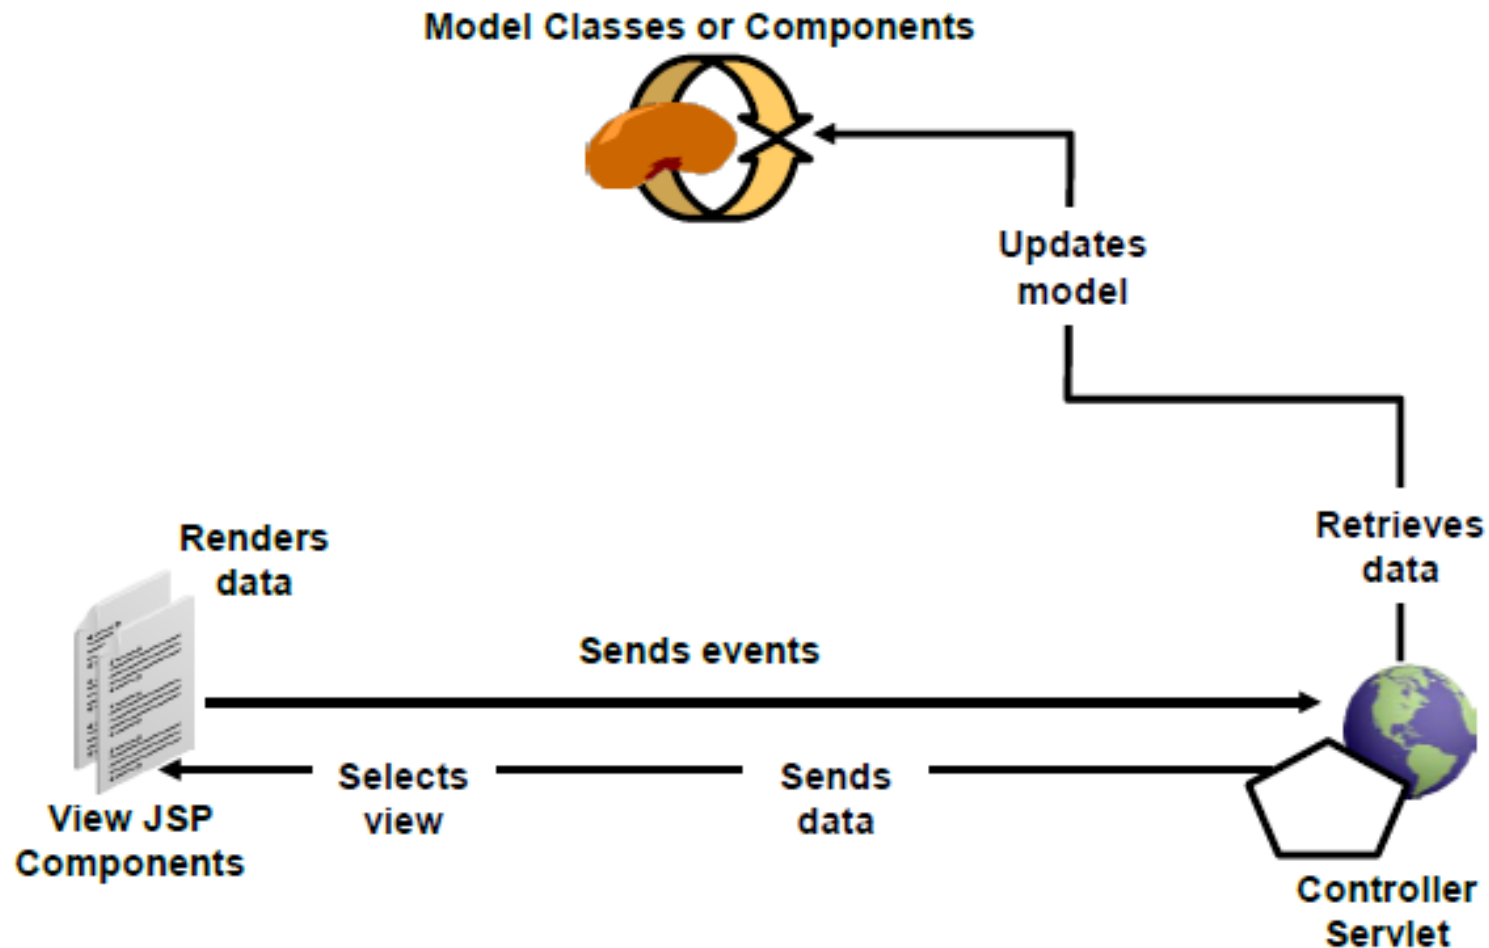 Model Classes or Components
Updates
model
Retrieves
data
Renders
data
Sends events
Selects
view
Sends
data
View JSP
Components
Controller
Servlet